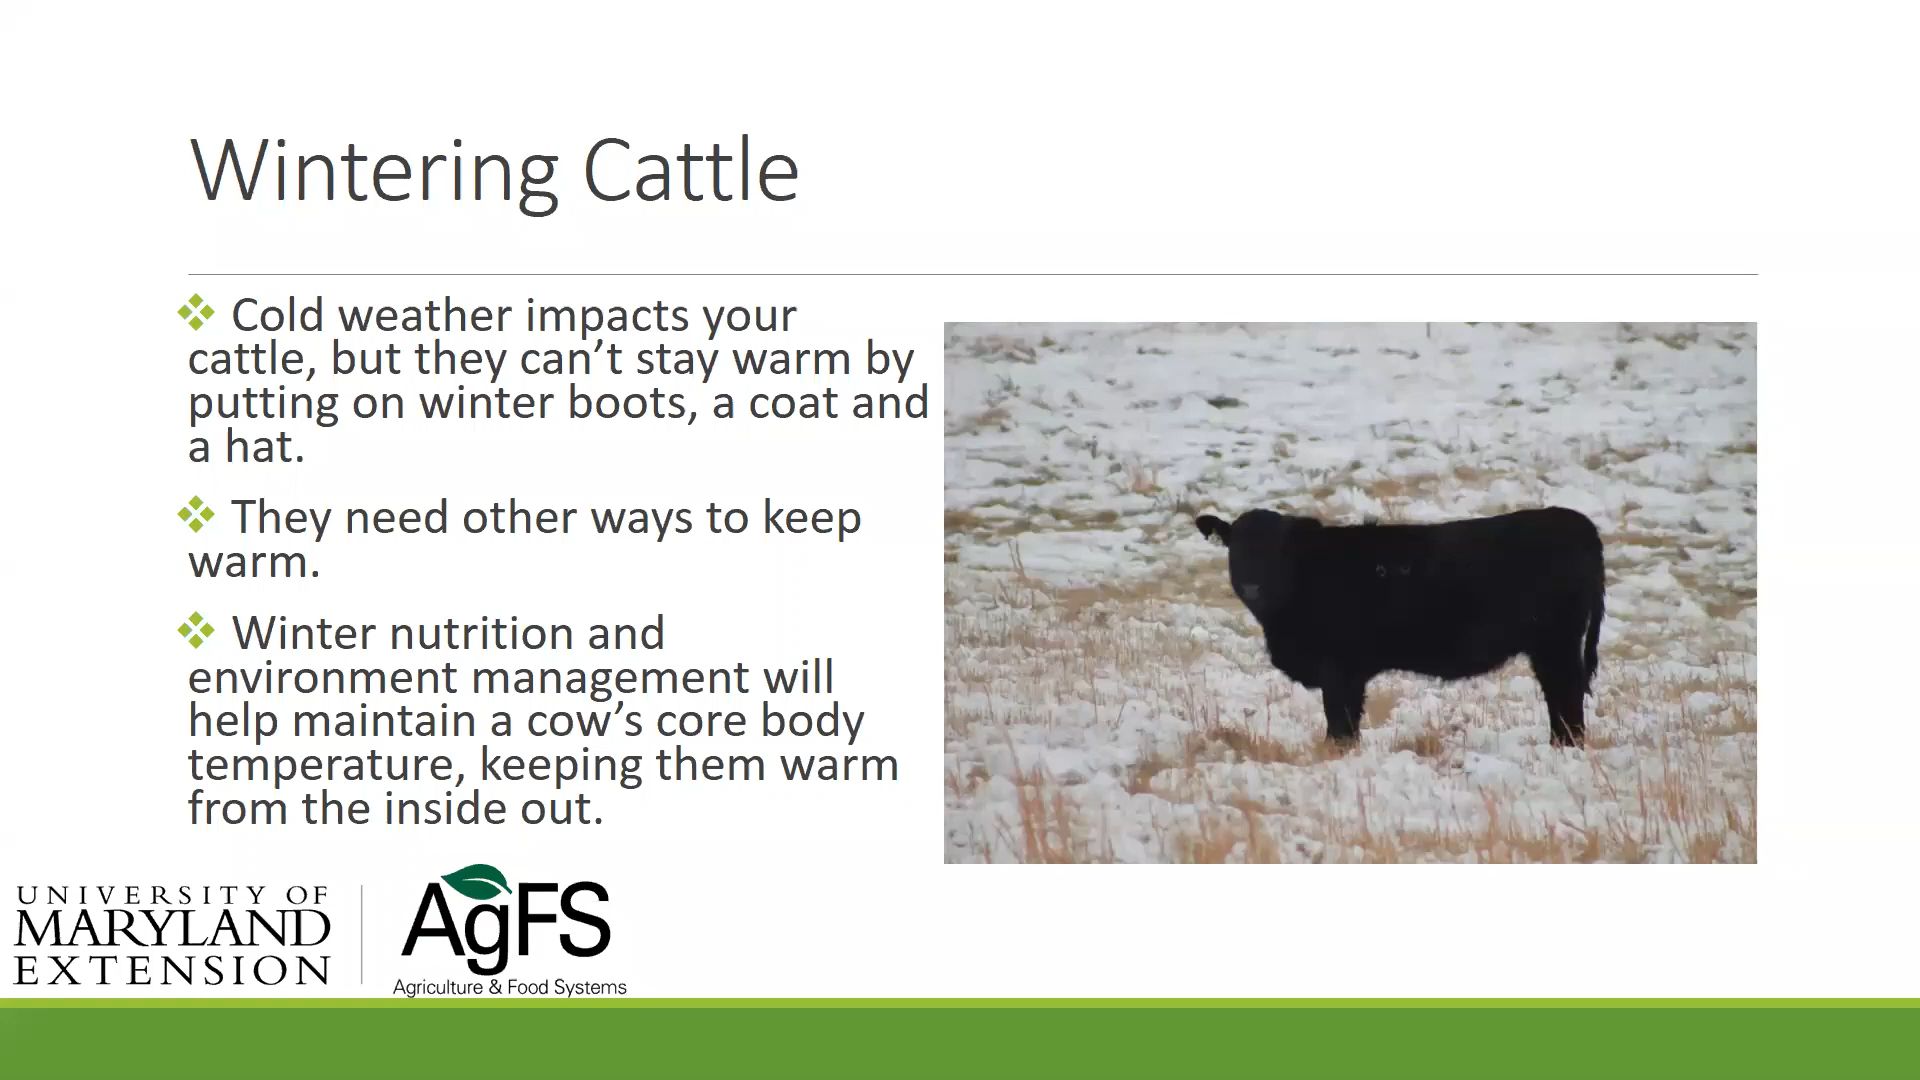 Wintering Cattle
Cold weather impacts your
cattle, but they can’t stay warm by
putting on winter boots, a coat and
a hat.
They need other ways to keep
warm.
Winter nutrition and
environment management will
help maintain a cow’s core body
temperature, keeping them warm
from the inside out.
UNIVERSITY OF
MARYLAND
EXTENSION
AgFS
Agriculture & Food Systems